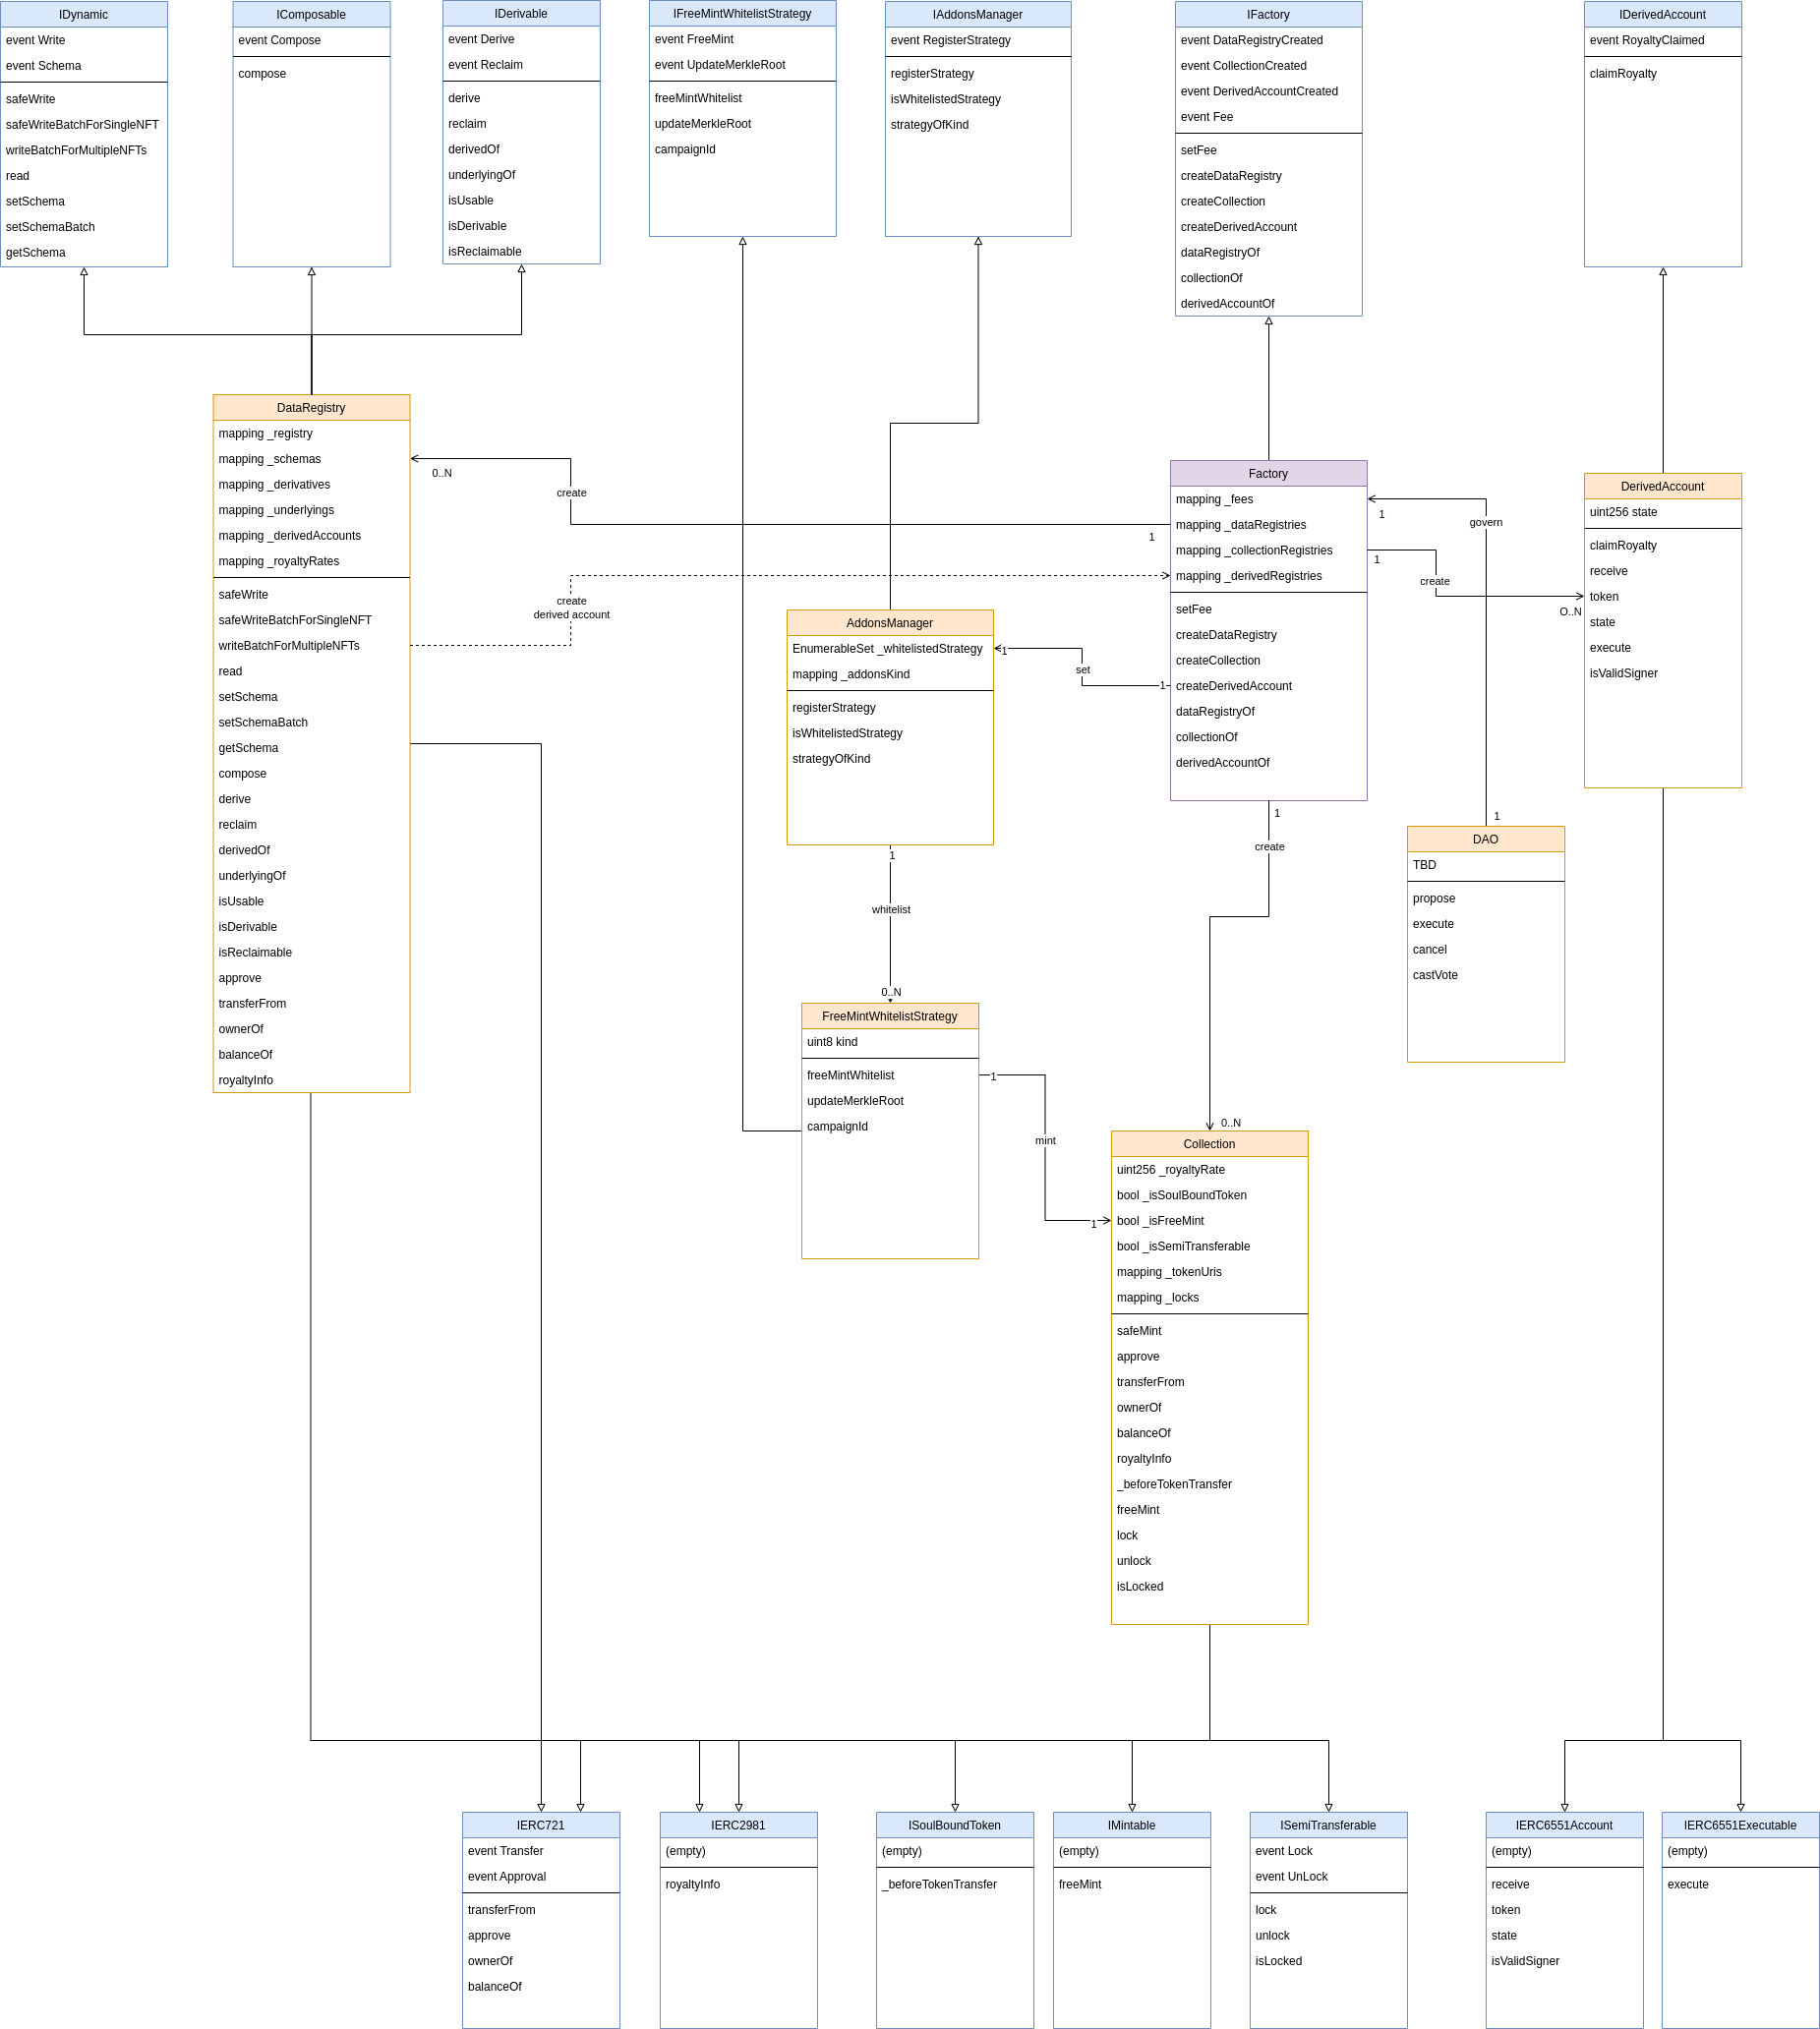 IDynamic
event Write
event Schema
safeWrite
safeWriteBatchForSingleNFT
writeBatchForMultipleNFTs
read
setSchema
setSchemaBatch
getSchema
IComposable
event Compose
compose
IDerivable
event Derive
event Reclaim
derive
reclaim
derivedOf
underlyingOf
isUsable
isDerivable
isReclaimable
IFreeMintWhitelistStrategy
event FreeMint
event UpdateMerkleRoot
freeMintWhitelist
updateMerkleRoot
campaignId
IAddonsManager
event RegisterStrategy
registerStrategy
isWhitelistedStrategy
strategyOfKind
IFactory
event DataRegistryCreated
event CollectionCreated
event DerivedAccountCreated
event Fee
setFee
createDataRegistry
createCollection
createDerivedAccount
dataRegistryOf
collectionOf
derivedAccountOf
IDerivedAccount
event RoyaltyClaimed
claimRoyalty
DataRegistry
mapping _registry
mapping _schemas
mapping _derivatives
mapping _underlyings
mapping _derivedAccounts
mapping _royaltyRates
safeWrite
safeWriteBatchForSingleNFT
writeBatchForMultipleNFTs
read
setSchema
setSchemaBatch
getSchema
compose
derive
reclaim
derivedOf
underlyingOf
isUsable
isDerivable
isReclaimable
approve
transferFrom
ownerOf
balanceOf
royaltyInfo
0..N
create
1
create
derived account
AddonsManager
EnumerableSet _whitelistedStrategy
mapping _addonsKind
registerStrategy
isWhitelistedStrategy
strategyOfKind
1
set
1
Factory
mapping _fees
mapping _dataRegistries
mapping _collectionRegistries
mapping _derivedRegistries
setFee
createDataRegistry
createCollection
createDerivedAccount
dataRegistryOf
collectionOf
derivedAccountOf
1
govern
1
1
create
O..N
DerivedAccount
uint256 state
claimRoyalty
receive
token
state
execute
isValidSigner
DAO
TBD
propose
execute
cancel
castVote
1
whitelist
0..N
1
create
0..N
FreeMintWhitelistStrategy
uint8 kind
freeMintWhitelist
updateMerkleRoot
campaignId
1
mint
1
Collection
uint256 _royaltyRate
bool _isSoulBoundToken
bool _isFreeMint
bool _isSemiTransferable
mapping _tokenUris
mapping _locks
safeMint
approve
transferFrom
ownerOf
balanceOf
royaltyInfo
_beforeTokenTransfer
freeMint
lock
unlock
isLocked
IERC721
event Transfer
event Approval
transferFrom
approve
ownerOf
balanceOf
IERC2981
(empty)
royaltyInfo
ISoulBoundToken
(empty)
_beforeTokenTransfer
IMintable
(empty)
freeMint
ISemiTransferable
event Lock
event UnLock
lock
unlock
isLocked
IERC6551Account
(empty)
receive
token
state
isValidSigner
IERC6551Executable
(empty)
execute